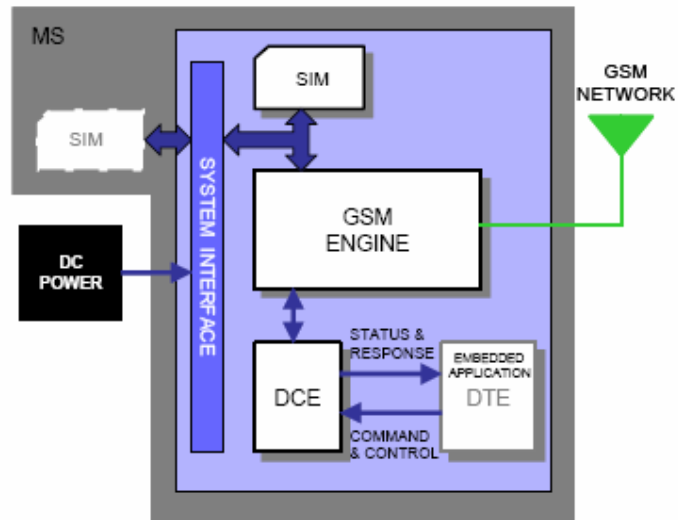 MS
SIM
GSM
NETWORK
SIM
SYSTEM INTERFACE
GSM
ENGINE
DC
POWER
STATUS &
RESPONSE
EMBEDDED
APPLICATION
DCE
DTE
COMMAND
& CONTROL